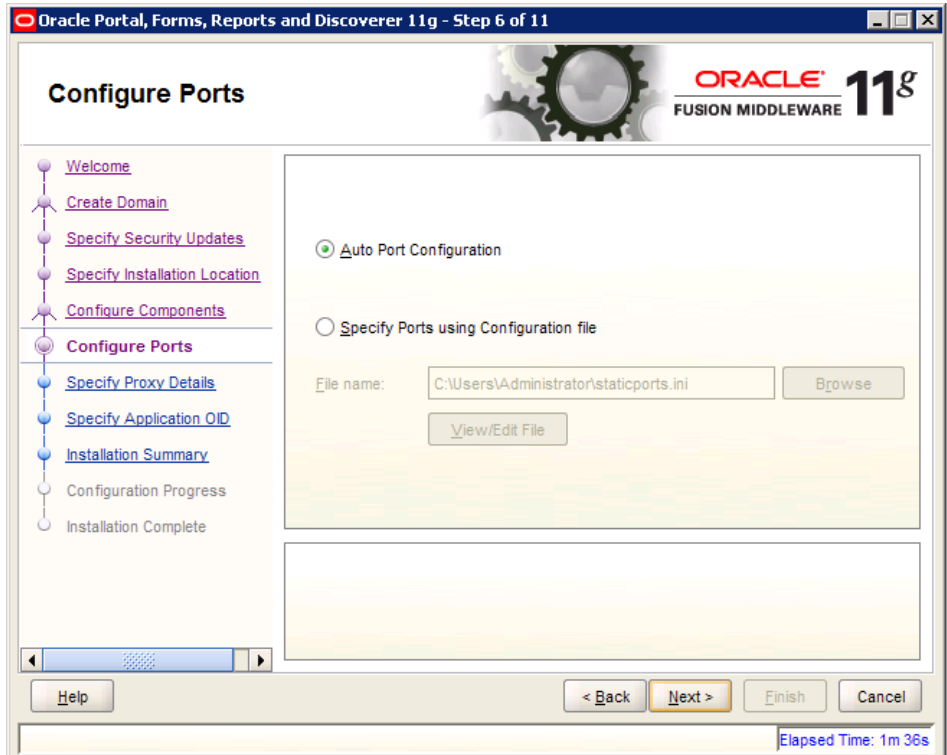 Oracle Portal, Forms, Reports and Discoverer 11g - Step 6 of 11
Configure Ports
ORACLE
FUSION MIDDLEWARE
11g
Welcome
Create Domain
Specify Security Updates
Specify Installation Location
Configure Components
Configure Ports
Specify Proxy Details
Specify Application OID
Installation Summary
Configuration Progress
Installation Complete
Auto Port Configuration
Specify Ports using Configuration file
File name: C:\Users\Administrator\staticports.ini Browse
View/Edit File
Help < Back Next > Finish Cancel
Elapsed Time: 1m 36s